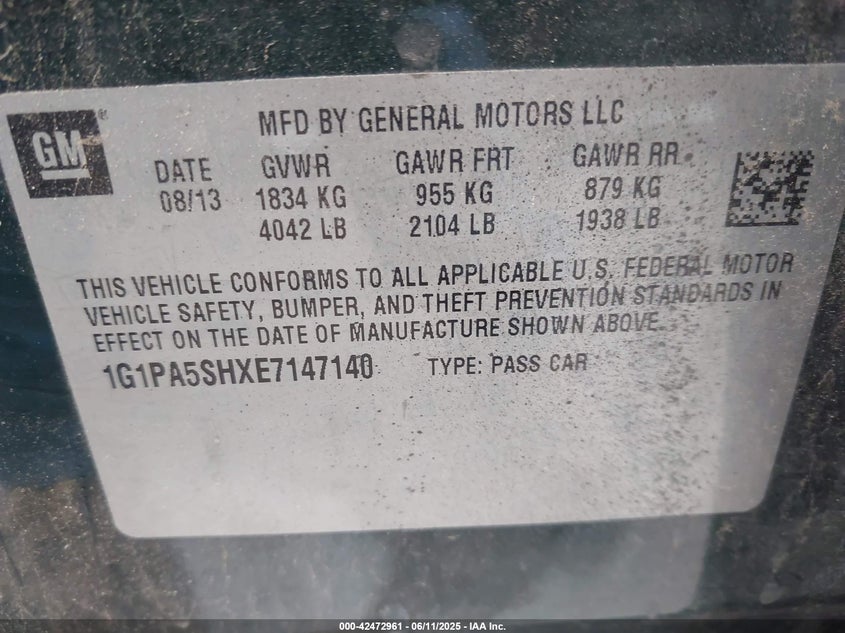 GM®
MFD BY GENERAL MOTORS LLC
DATE GVWR GAWR FRT GAWR RR
08/13 1834 KG 955 KG 879 KG
4042 LB 2104 LB 1938 LB
THIS VEHICLE CONFORMS TO ALL APPLICABLE U.S. FEDERAL MOTOR
VEHICLE SAFETY, BUMPER, AND THEFT PREVENTION STANDARDS IN
EFFECT ON THE DATE OF MANUFACTURE SHOWN ABOVE.
1G1PA5SHXE7147140 TYPE: PASS CAR
000-42472961 - 06/11/2025 - IAA Inc.